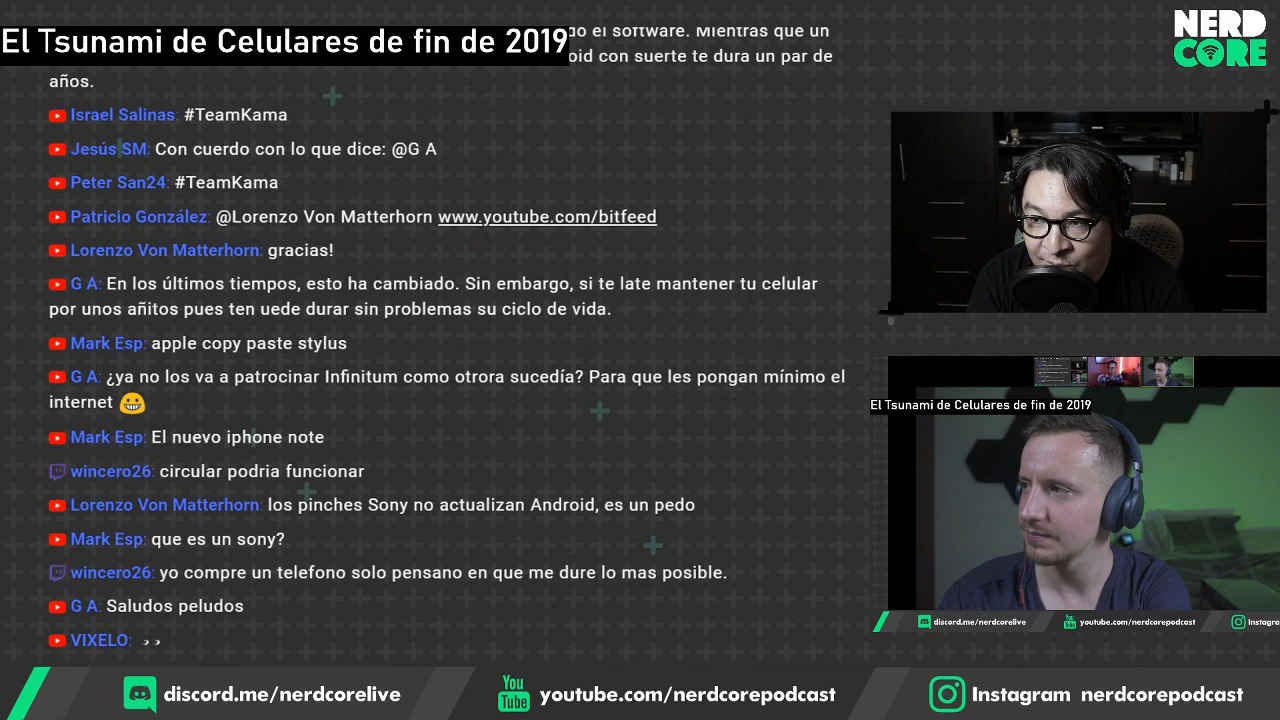 El Tsunami de Celulares de fin de 2019
do el software. Mientras que un
oid con suerte te dura un par de
años.
Israel Salinas: #TeamKama
Jesús SM: Con cuerdo con lo que dice: @G A
Peter San24: #TeamKama
Patricio González: @Lorenzo Von Matterhorn www.youtube.com/bitfeed
Lorenzo Von Matterhorn: gracias!
G A: En los últimos tiempos, esto ha cambiado. Sin embargo, si te late mantener tu celular
por unos añitos pues ten uede durar sin problemas su ciclo de vida.
Mark Esp: apple copy paste stylus
G A: ¿ya no los va a patrocinar Infinitum como otrora sucedía? Para que les pongan mínimo el
internet 😀
Mark Esp: El nuevo iphone note
wincero26: circular podria funcionar
Lorenzo Von Matterhorn: los pinches Sony no actualizan Android, es un pedo
Mark Esp: que es un sony?
wincero26: yo compre un telefono solo pensano en que me dure lo mas posible.
G A: Saludos peludos
VIXELO: 👀
NERD
CORE
El Tsunami de Celulares de fin de 2019
discord.me/nerdcorelive
youtube.com/nerdcorepodcast
Instagra
discord.me/nerdcorelive
You
Tube
youtube.com/nerdcorepodcast
Instagram nerdcorepodcast